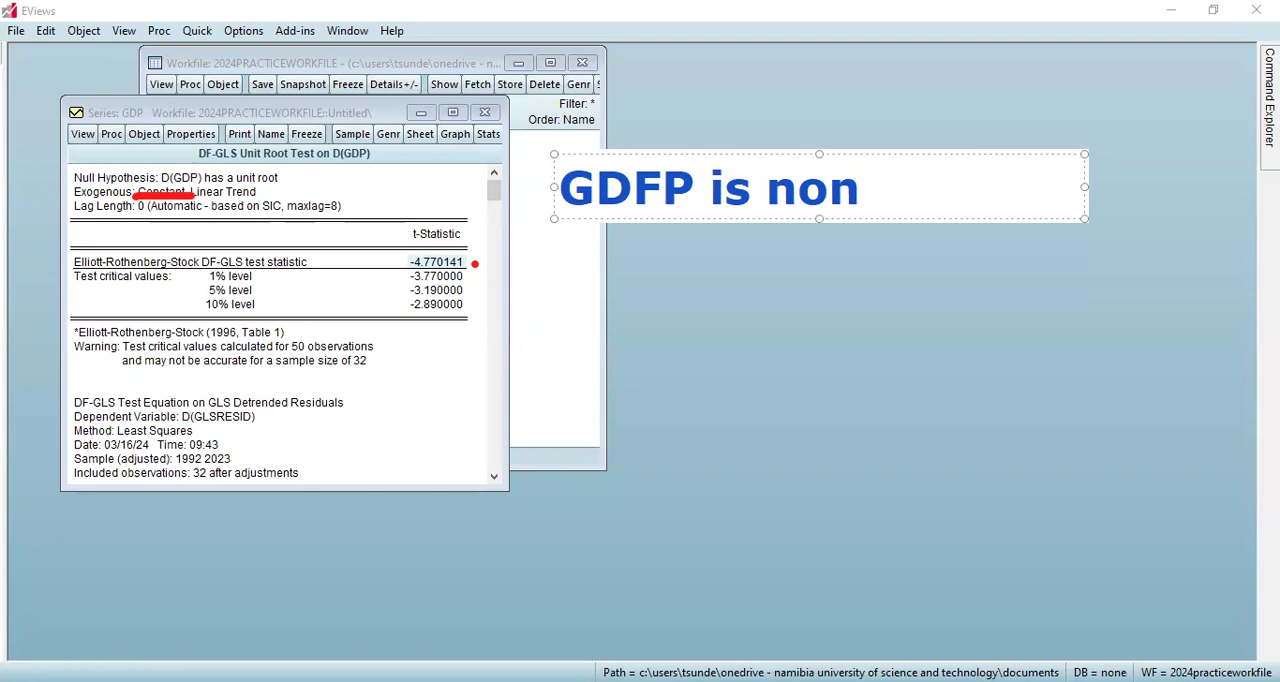 EViews
File Edit Object View Proc Quick Options Add-ins Window Help
Workfile: 2024PRACTICEWORKFILE - (c:\users\tsunde\onedrive - n...
View Proc Object Save Snapshot Freeze Details+/- Show Fetch Store Delete Genr S
Filter: *
Order: Name
Series: GDP Workfile: 2024PRACTICEWORKFILE::Untitled\
View Proc Object Properties Print Name Freeze Sample Genr Sheet Graph Stats
DF-GLS Unit Root Test on D(GDP)
Null Hypothesis: D(GDP) has a unit root
Exogenous: Constant, Linear Trend
Lag Length: 0 (Automatic - based on SIC, maxlag=8)
t-Statistic
Elliott-Rothenberg-Stock DF-GLS test statistic -4.770141
Test critical values: 1% level -3.770000
5% level -3.190000
10% level -2.890000
*Elliott-Rothenberg-Stock (1996, Table 1)
Warning: Test critical values calculated for 50 observations
and may not be accurate for a sample size of 32
DF-GLS Test Equation on GLS Detrended Residuals
Dependent Variable: D(GLSRESID)
Method: Least Squares
Date: 03/16/24 Time: 09:43
Sample (adjusted): 1992 2023
Included observations: 32 after adjustments
GDFP is non
Command Explorer
Path = c:\users\tsunde\onedrive - namibia university of science and technology\documents DB = none WF = 2024practiceworkfile